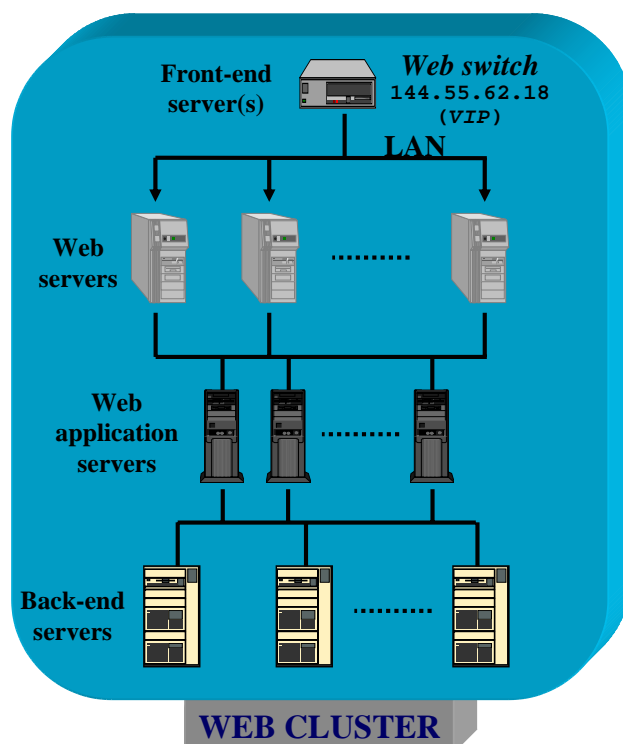 Front-end
server(s)
Web switch
144.55.62.18
(VIP)
LAN
Web
servers
Web
application
servers
Back-end
servers
WEB CLUSTER